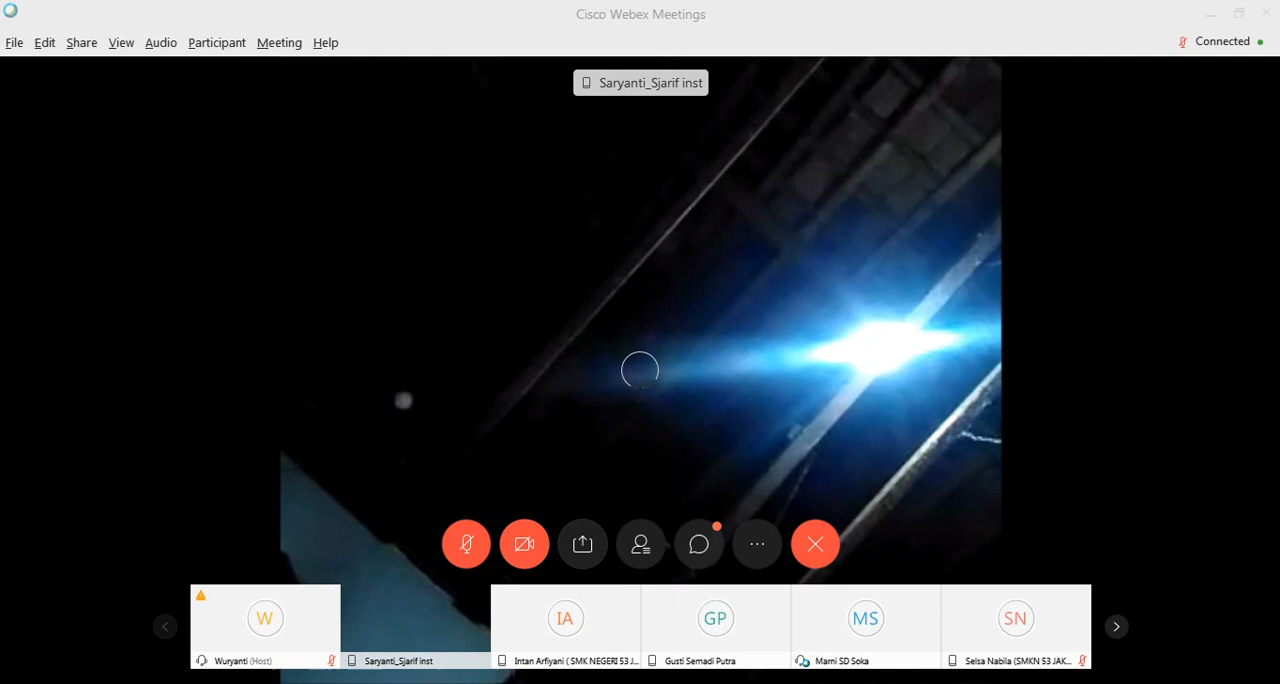 Cisco Webex Meetings
File Edit Share View Audio Participant Meeting Help
Connected
Saryanti_Sjarif inst
W IA GP MS SN
Wuryanti (Host) Saryanti_Sjarif inst Intan Arfiyani ( SMK NEGERI 53 J... Gusti Semadi Putra Marni SD Soka Selsa Nabila (SMKN 53 JAK...